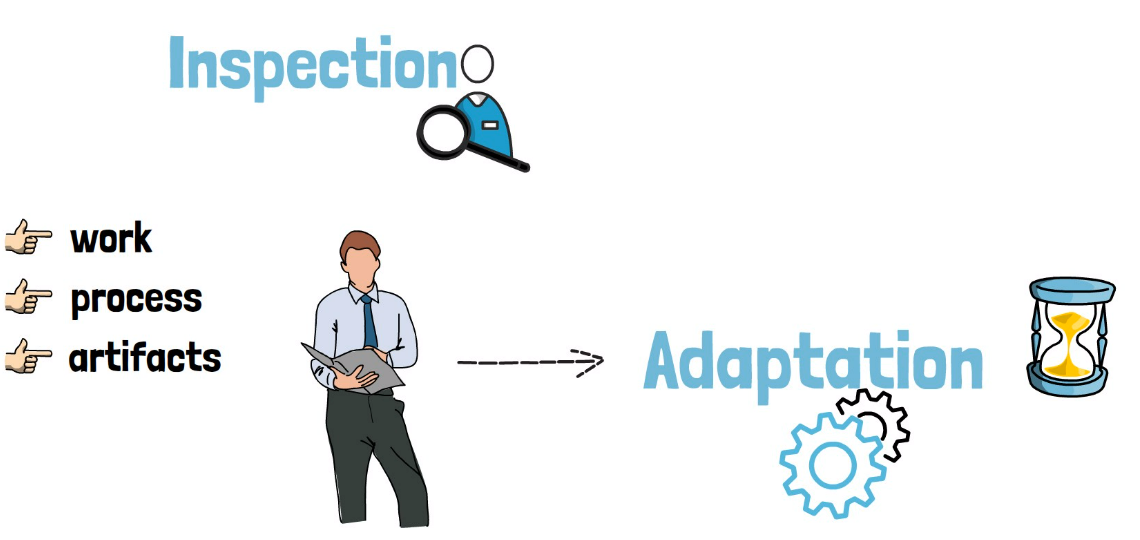 Inspection
work
process
artifacts
Adaptation